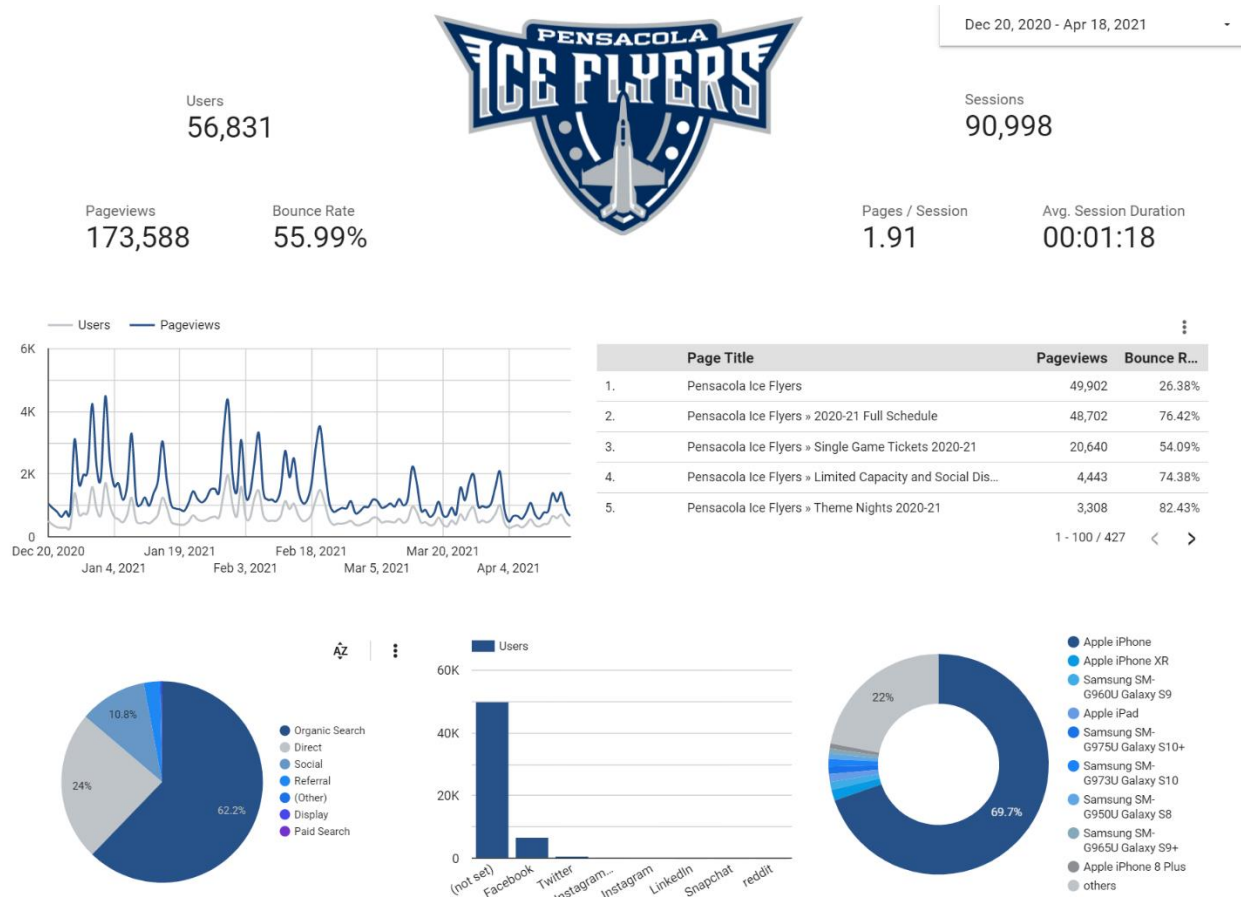 PENSACOLA
ICE FLYERS
Dec 20, 2020 - Apr 18, 2021
Users
56,831
Sessions
90,998
Pageviews
173,588
Bounce Rate
55.99%
Pages / Session
1.91
Avg. Session Duration
00:01:18
Users Pageviews
6K
4K
2K
0
Dec 20, 2020 Jan 19, 2021 Feb 18, 2021 Mar 20, 2021
Jan 4, 2021 Feb 3, 2021 Mar 5, 2021 Apr 4, 2021
Page Title Pageviews Bounce R...
1. Pensacola Ice Flyers 49,902 26.38%
2. Pensacola Ice Flyers » 2020-21 Full Schedule 48,702 76.42%
3. Pensacola Ice Flyers » Single Game Tickets 2020-21 20,640 54.09%
4. Pensacola Ice Flyers » Limited Capacity and Social Dis... 4,443 74.38%
5. Pensacola Ice Flyers » Theme Nights 2020-21 3,308 82.43%
1 - 100 / 427
AZ
10.8%
24%
62.2%
Organic Search
Direct
Social
Referral
(Other)
Display
Paid Search
Users
60K
40K
20K
0
(not set)
Facebook
Twitter
Instagram...
Instagram
LinkedIn
Snapchat
reddit
22%
69.7%
Apple iPhone
Apple iPhone XR
Samsung SM-
G960U Galaxy S9
Apple iPad
Samsung SM-
G975U Galaxy S10+
Samsung SM-
G973U Galaxy S10
Samsung SM-
G950U Galaxy S8
Samsung SM-
G965U Galaxy S9+
Apple iPhone 8 Plus
others